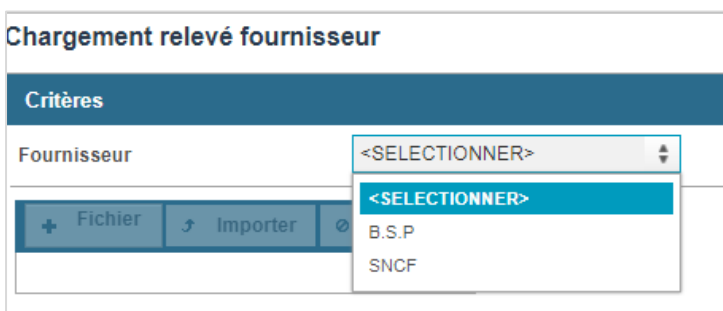 Chargement relevé fournisseur
Critères
Fournisseur
<SELECTIONNER>
<SELECTIONNER>
B.S.P
SNCF
Fichier
Importer